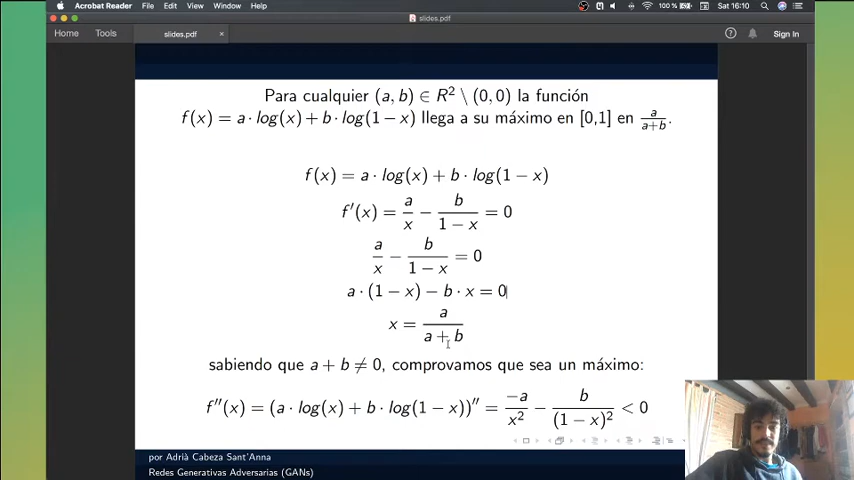 Acrobat Reader File Edit View Window Help 100 % Sat 16:10
slides.pdf
Home Tools slides.pdf × Sign In
Para cualquier (a, b) ∈ R² \ (0, 0) la función
f(x) = a · log(x) + b · log(1 − x) llega a su máximo en [0,1] en a/(a+b).
f(x) = a · log(x) + b · log(1 − x)
f′(x) = a/x − b/(1 − x) = 0
a/x − b/(1 − x) = 0
a · (1 − x) − b · x = 0
x = a/(a + b)
sabiendo que a + b ≠ 0, comprovamos que sea un máximo:
f″(x) = (a · log(x) + b · log(1 − x))″ = −a/x² − b/(1 − x)² < 0
por Adrià Cabeza Sant'Anna
Redes Generativas Adversarias (GANs)